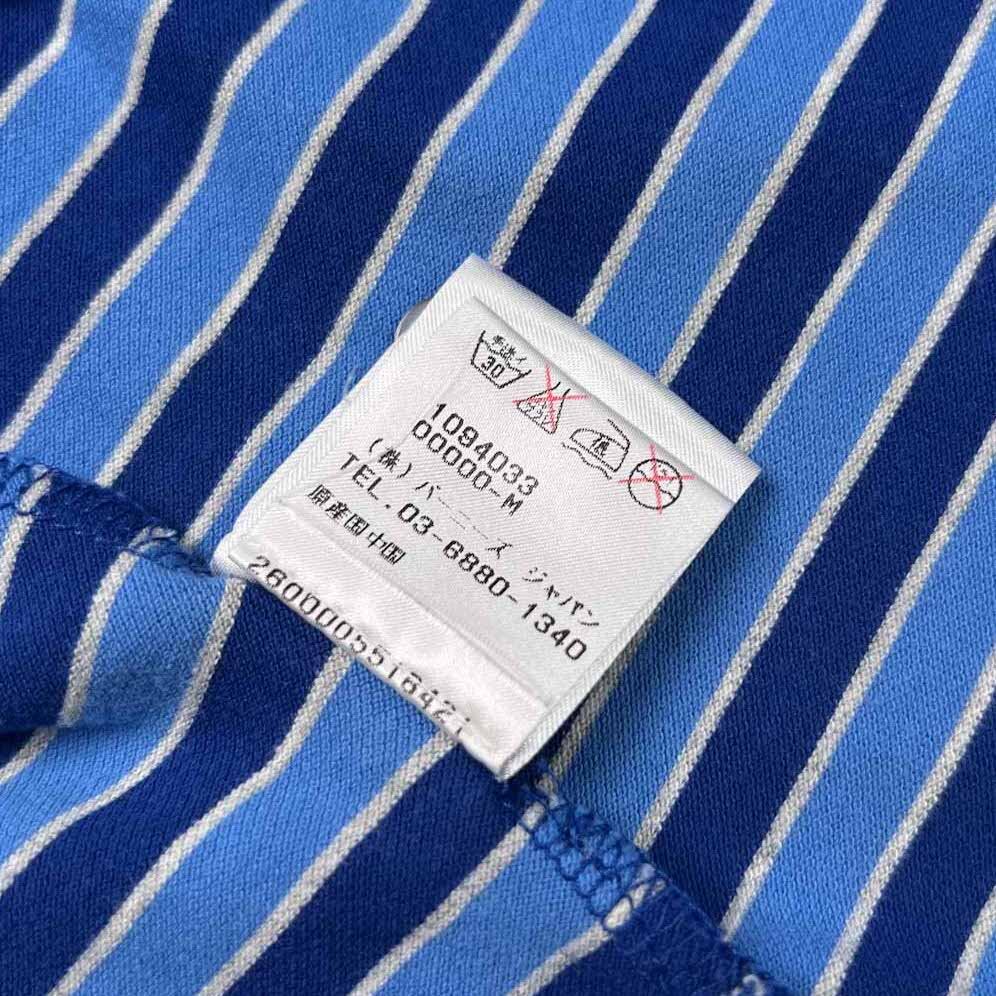 手洗イ
30
低
1094033
00000-M
(株)バーニーズ ジャパン
TEL.03-6880-1340
原産国中国
2600005516421